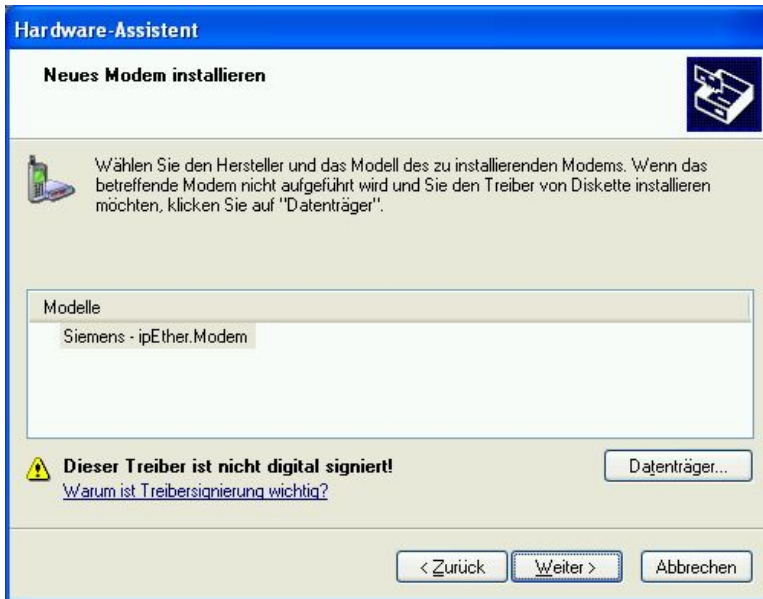 Hardware-Assistent
Neues Modem installieren
Wählen Sie den Hersteller und das Modell des zu installierenden Modems. Wenn das
betreffende Modem nicht aufgeführt wird und Sie den Treiber von Diskette installieren
möchten, klicken Sie auf "Datenträger".
Modelle
Siemens - ipEther.Modem
Dieser Treiber ist nicht digital signiert!
Datenträger...
Warum ist Treibersignierung wichtig?
< Zurück
Weiter >
Abbrechen